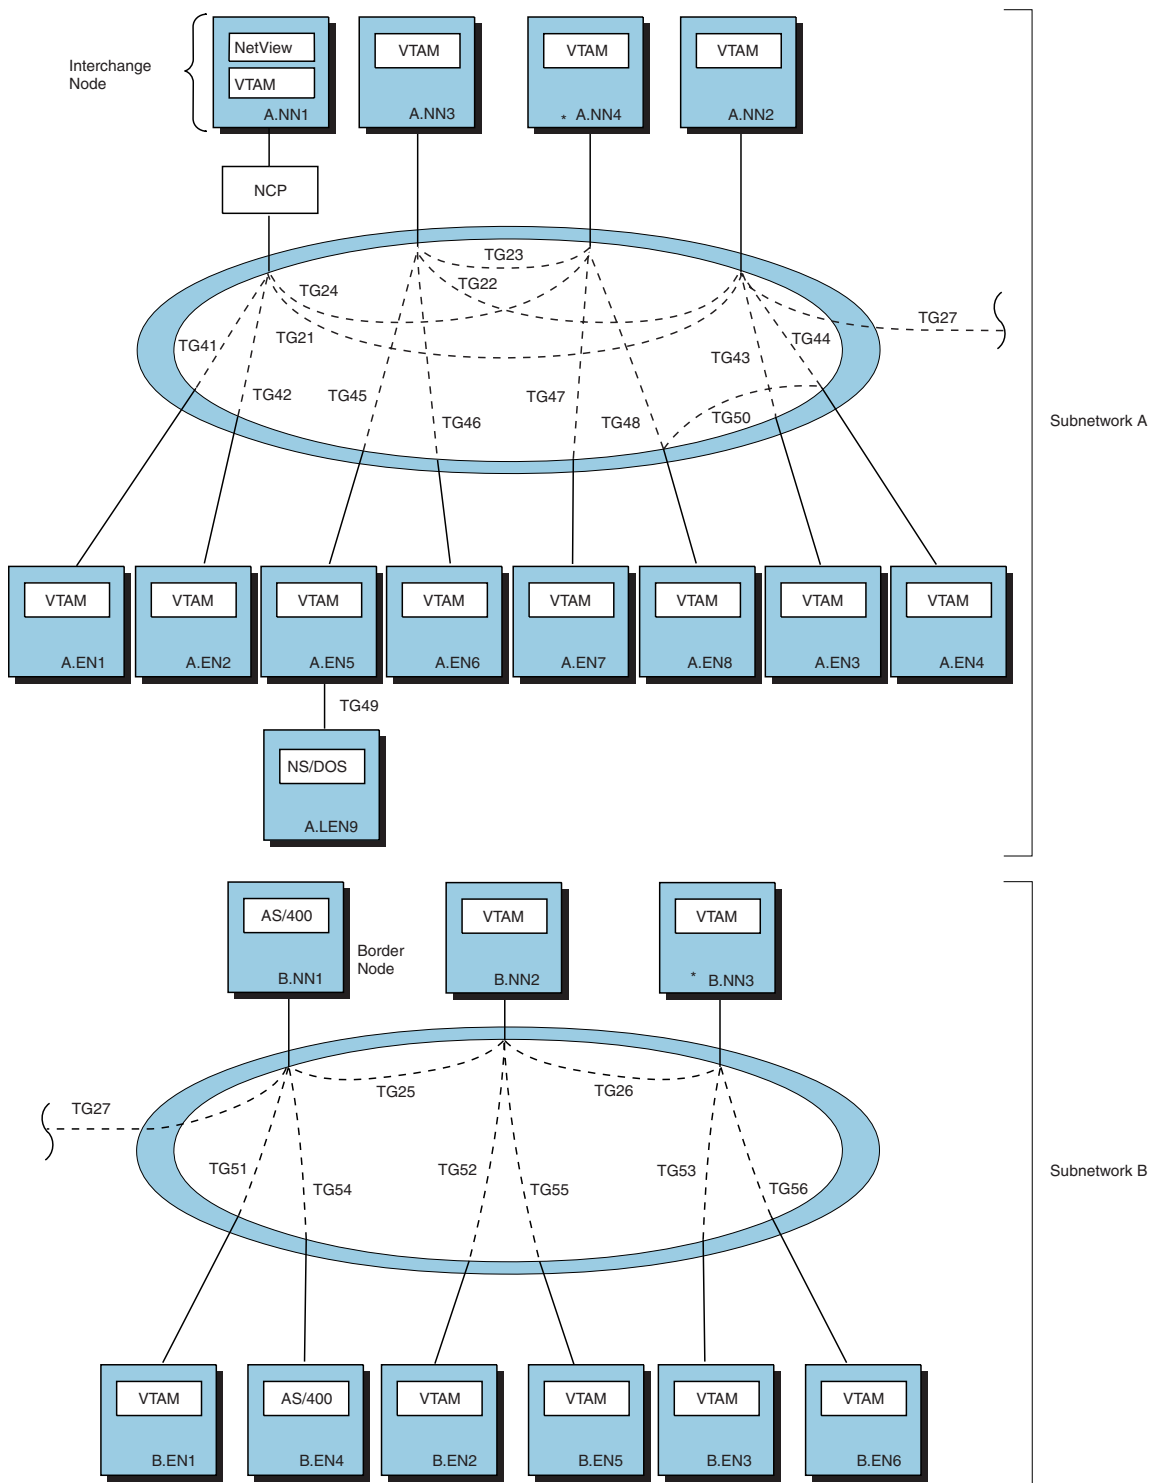 NetView
VTAM
A.NN1
VTAM
A.NN3
VTAM
* A.NN4
VTAM
A.NN2
Interchange
Node
NCP
TG23
TG24
TG22
TG27
TG41
TG21
TG43
TG44
TG42
TG45
TG47
TG46
TG48
TG50
Subnetwork A
VTAM
A.EN1
VTAM
A.EN2
VTAM
A.EN5
VTAM
A.EN6
VTAM
A.EN7
VTAM
A.EN8
VTAM
A.EN3
VTAM
A.EN4
TG49
NS/DOS
A.LEN9
AS/400
B.NN1
Border
Node
VTAM
B.NN2
VTAM
* B.NN3
TG27
TG25
TG26
TG51
TG54
TG52
TG55
TG53
TG56
Subnetwork B
VTAM
B.EN1
AS/400
B.EN4
VTAM
B.EN2
VTAM
B.EN5
VTAM
B.EN3
VTAM
B.EN6